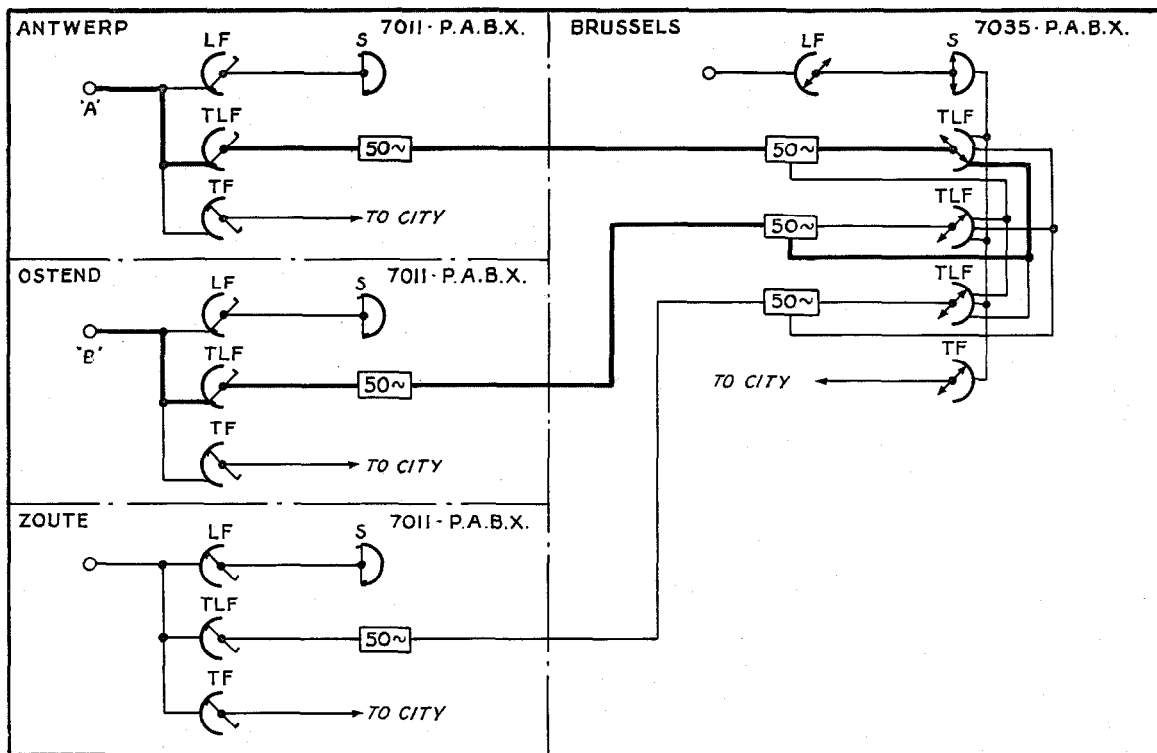 ANTWERP 7011-P.A.B.X.
LF S
'A'
TLF
50~
TF
TO CITY
OSTEND 7011-P.A.B.X.
LF S
'B'
TLF
50~
TF
TO CITY
ZOUTE 7011-P.A.B.X.
LF S
TLF
50~
TF
TO CITY
BRUSSELS 7035-P.A.B.X.
LF S
TLF
50~
TLF
50~
TLF
50~
TF
TO CITY